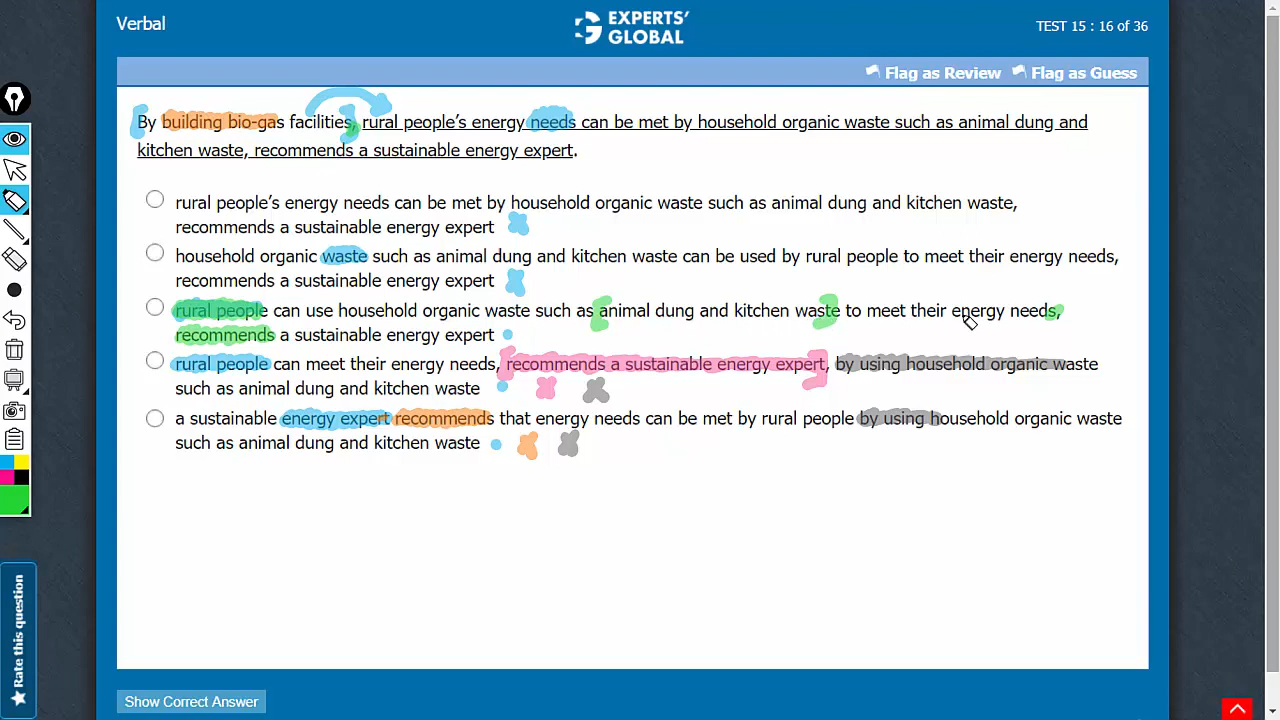 Verbal
EXPERTS'
GLOBAL
TEST 15 : 16 of 36
Flag as Review Flag as Guess
By building bio-gas facilities, rural people's energy needs can be met by household organic waste such as animal dung and
kitchen waste, recommends a sustainable energy expert.
rural people's energy needs can be met by household organic waste such as animal dung and kitchen waste,
recommends a sustainable energy expert
household organic waste such as animal dung and kitchen waste can be used by rural people to meet their energy needs,
recommends a sustainable energy expert
rural people can use household organic waste such as animal dung and kitchen waste to meet their energy needs,
recommends a sustainable energy expert
rural people can meet their energy needs, recommends a sustainable energy expert, by using household organic waste
such as animal dung and kitchen waste
a sustainable energy expert recommends that energy needs can be met by rural people by using household organic waste
such as animal dung and kitchen waste
Rate this question
Show Correct Answer